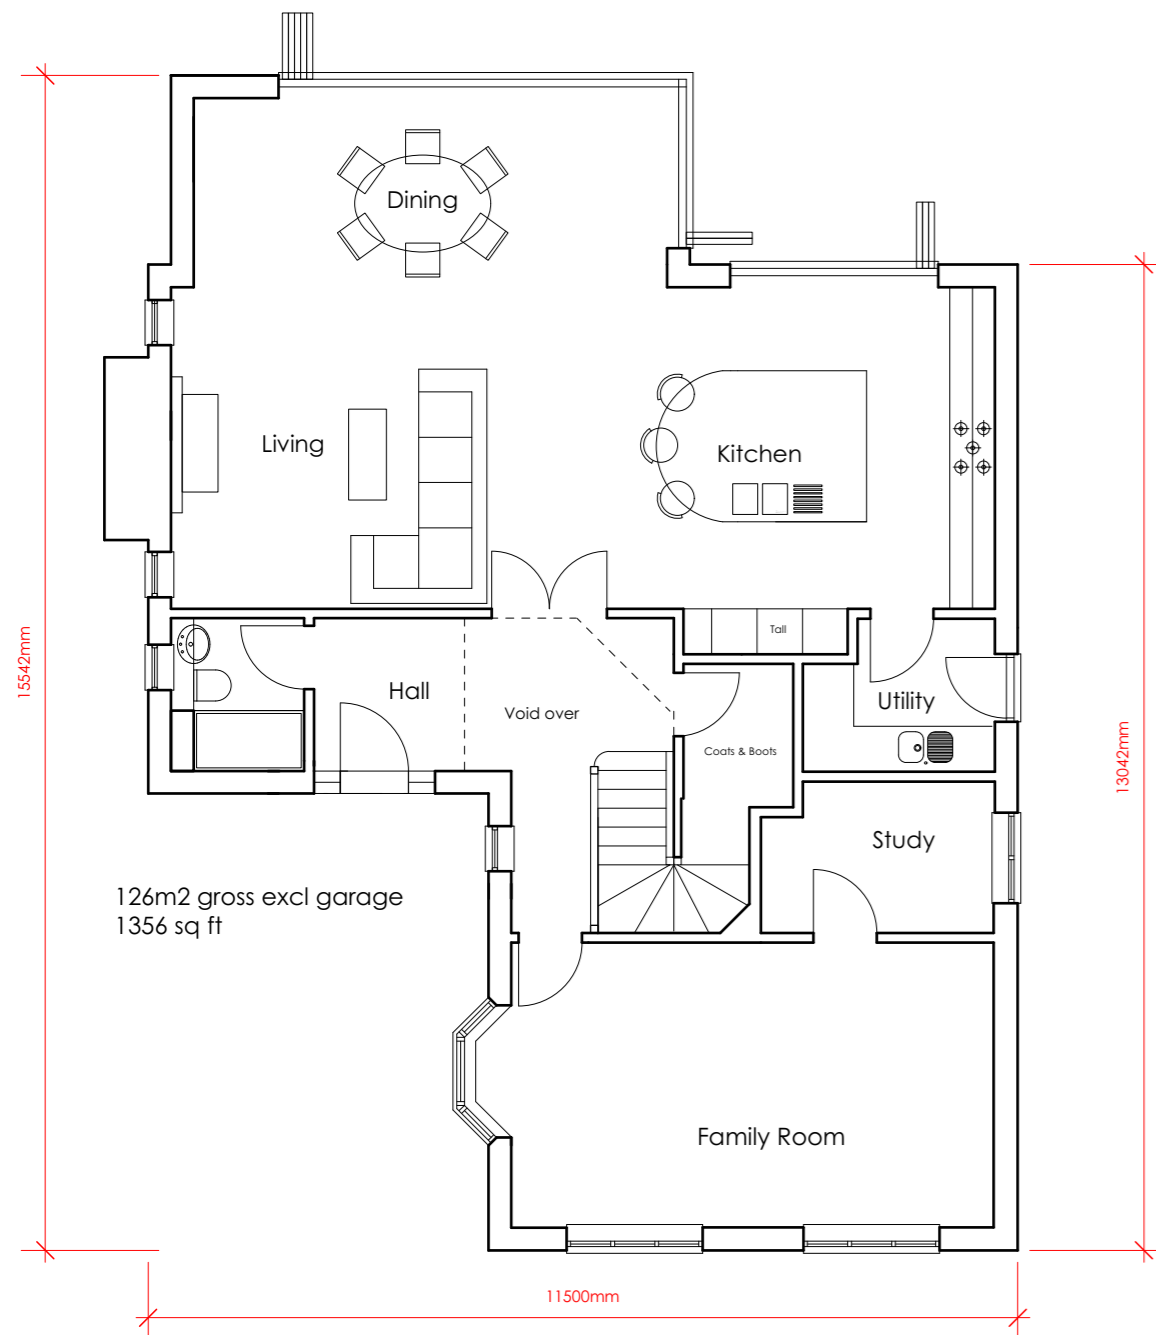 Dining
Living
Kitchen
Tall
Hall
Void over
Utility
Coats & Boots
Study
126m2 gross excl garage
1356 sq ft
Family Room
15542mm
13042mm
11500mm